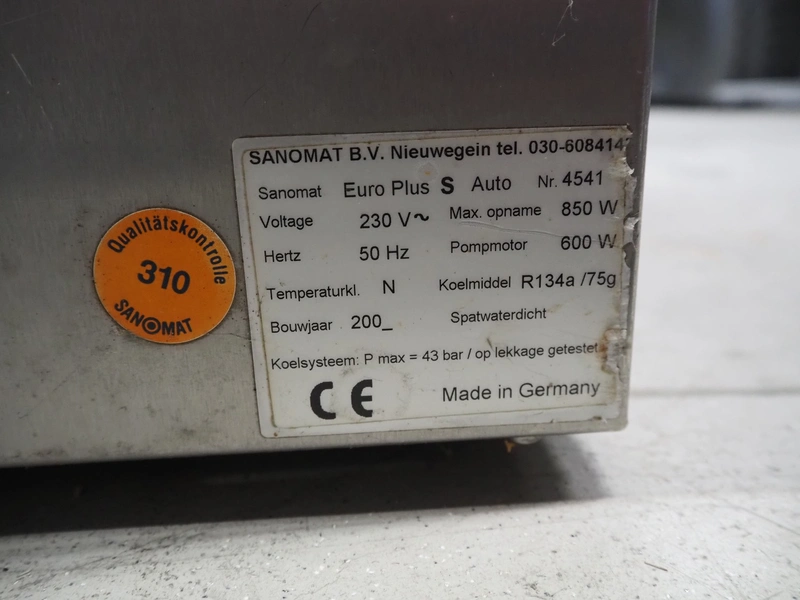 SANOMAT B.V. Nieuwegein tel. 030-6084147
Sanomat Euro Plus S Auto Nr. 4541
Voltage 230 V~ Max. opname 850 W
Hertz 50 Hz Pompmotor 600 W
Temperaturkl. N Koelmiddel R134a /75g
Bouwjaar 200_ Spatwaterdicht
Koelsysteem: P max = 43 bar / op lekkage getestet
CE Made in Germany
Qualitätskontrolle
310
SANOMAT